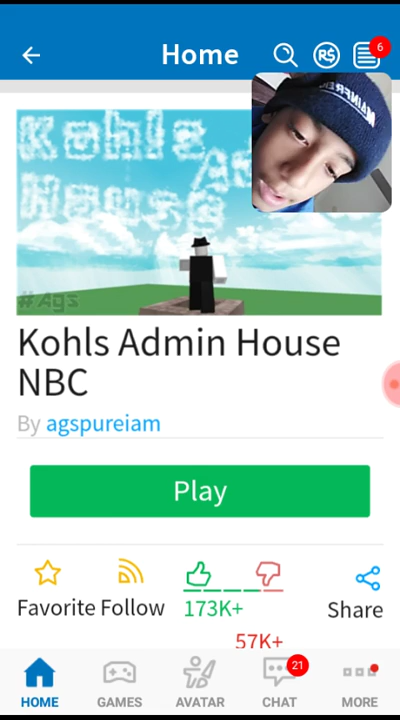 Home
R$
6
Kohls Admin
House
MAINFRE
#Ags
Kohls Admin House
NBC
By agspureiam
Play
Favorite Follow
173K+
57K+
Share
21
HOME
GAMES
AVATAR
CHAT
MORE